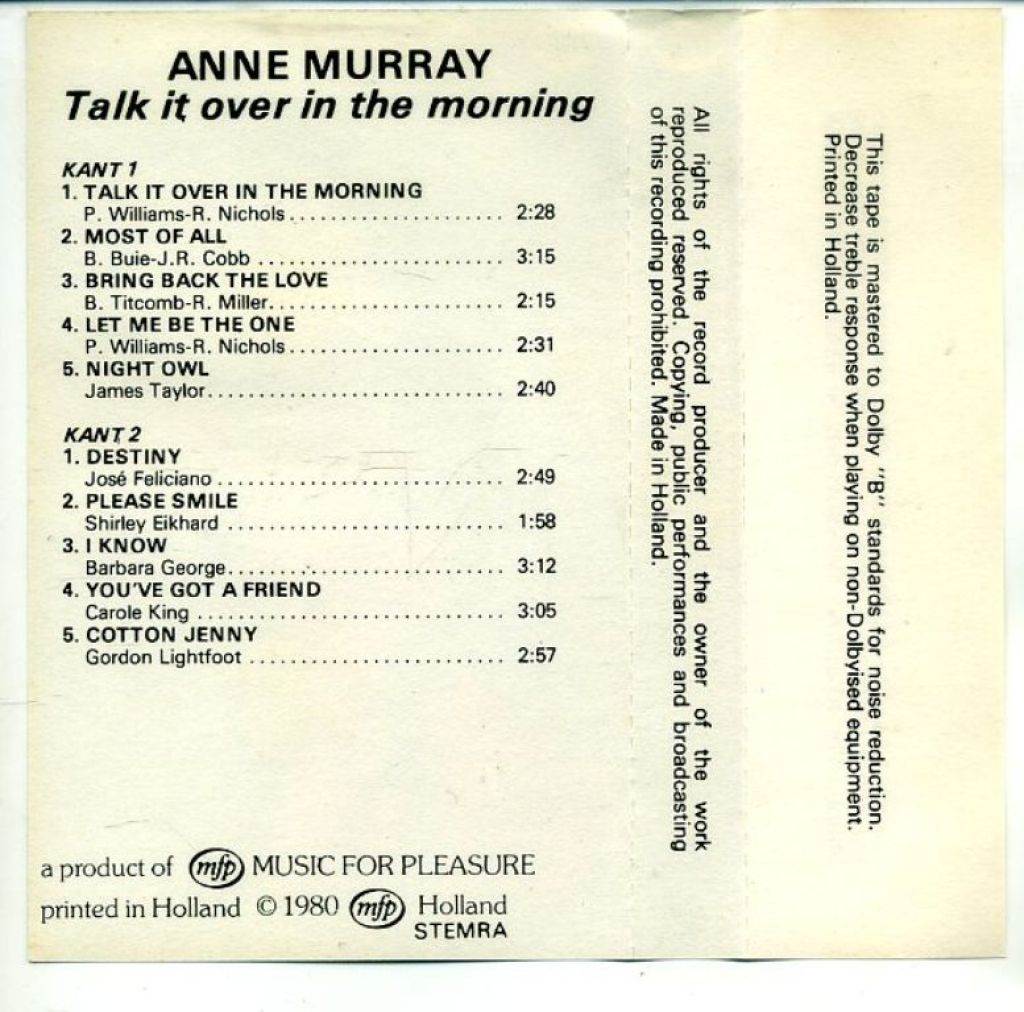 ANNE MURRAY
Talk it over in the morning
KANT 1
1. TALK IT OVER IN THE MORNING
P. Williams-R. Nichols...................... 2:28
2. MOST OF ALL
B. Buie-J.R. Cobb ......................... 3:15
3. BRING BACK THE LOVE
B. Titcomb-R. Miller........................ 2:15
4. LET ME BE THE ONE
P. Williams-R. Nichols...................... 2:31
5. NIGHT OWL
James Taylor.............................. 2:40
KANT 2
1. DESTINY
José Feliciano ............................. 2:49
2. PLEASE SMILE
Shirley Eikhard ............................ 1:58
3. I KNOW
Barbara George............................ 3:12
4. YOU'VE GOT A FRIEND
Carole King ............................... 3:05
5. COTTON JENNY
Gordon Lightfoot .......................... 2:57
a product of mfp MUSIC FOR PLEASURE
printed in Holland © 1980 mfp Holland
STEMRA
All rights of the record producer and the owner of the work
reproduced reserved. Copying, public performances and broadcasting
of this recording prohibited. Made in Holland.
This tape is mastered to Dolby "B" standards for noise reduction.
Decrease treble response when playing on non-Dolbyised equipment.
Printed in Holland.